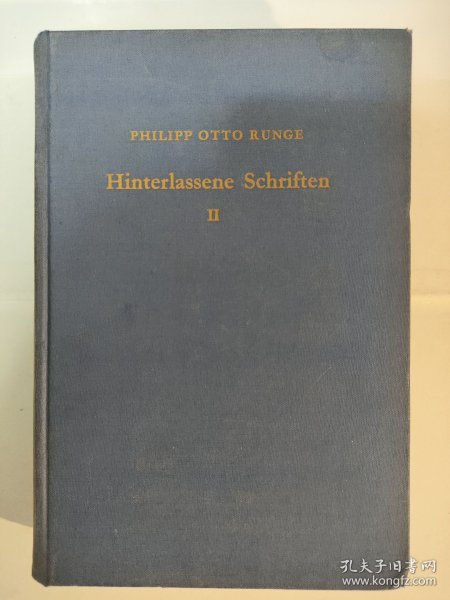 PHILIPP OTTO RUNGE
Hinterlassene Schriften
II
孔夫子旧书网
www.kongfz.com